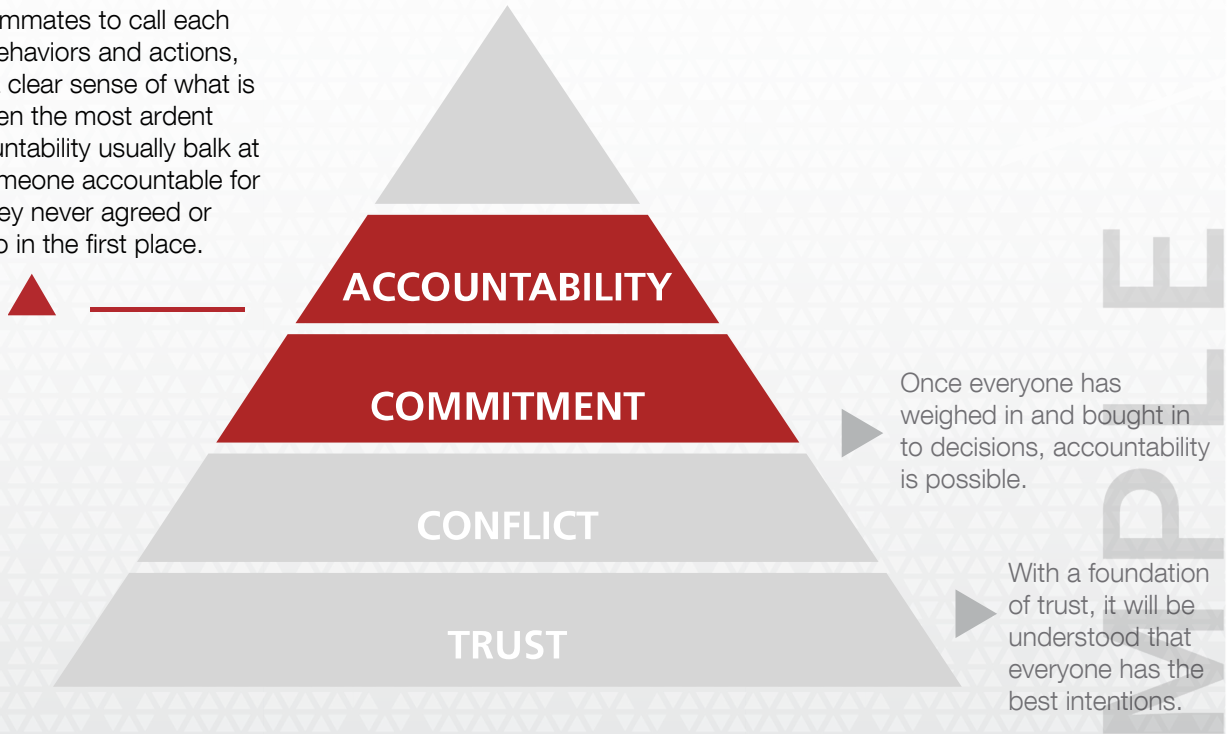 mmates to call each
ehaviors and actions,
clear sense of what is
en the most ardent
untability usually balk at
meone accountable for
ey never agreed or
o in the first place.
ACCOUNTABILITY
COMMITMENT
Once everyone has
weighed in and bought in
to decisions, accountability
is possible.
CONFLICT
With a foundation
of trust, it will be
understood that
everyone has the
best intentions.
TRUST
MPLE